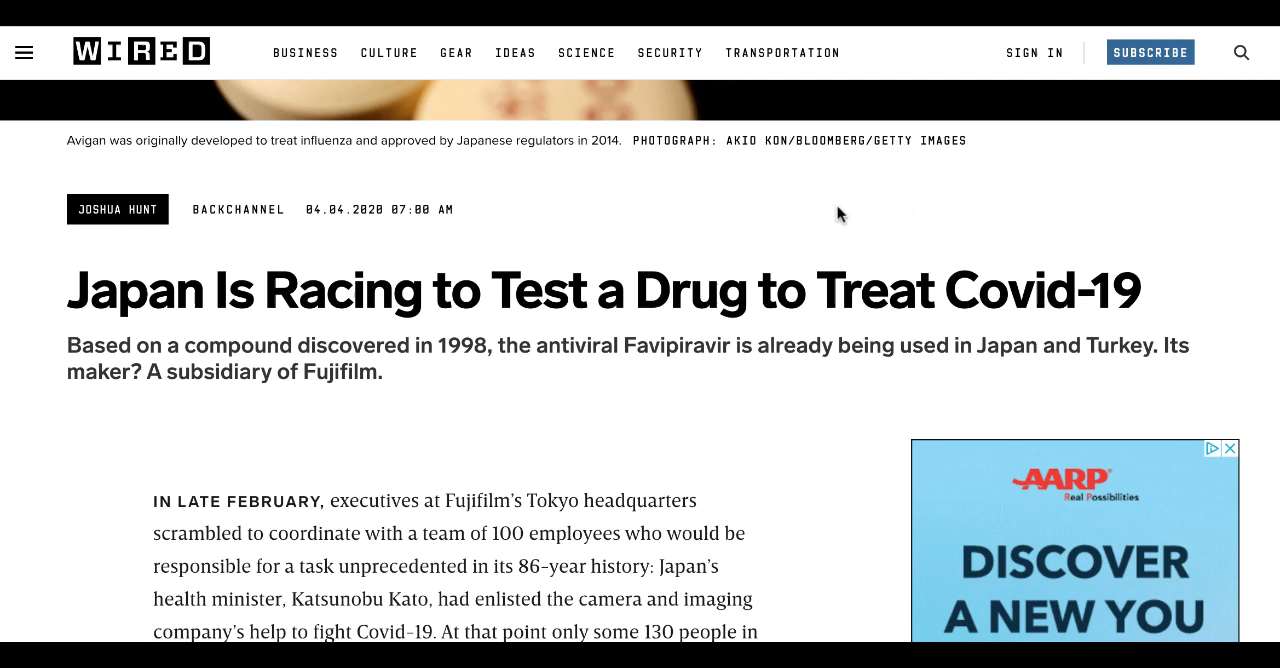 WIRED
BUSINESS CULTURE GEAR IDEAS SCIENCE SECURITY TRANSPORTATION
SIGN IN
SUBSCRIBE
Avigan was originally developed to treat influenza and approved by Japanese regulators in 2014. PHOTOGRAPH: AKIO KON/BLOOMBERG/GETTY IMAGES
JOSHUA HUNT BACKCHANNEL 04.04.2020 07:00 AM
Japan Is Racing to Test a Drug to Treat Covid-19
Based on a compound discovered in 1998, the antiviral Favipiravir is already being used in Japan and Turkey. Its
maker? A subsidiary of Fujifilm.
IN LATE FEBRUARY, executives at Fujifilm's Tokyo headquarters
scrambled to coordinate with a team of 100 employees who would be
responsible for a task unprecedented in its 86-year history: Japan's
health minister, Katsunobu Kato, had enlisted the camera and imaging
company's help to fight Covid-19. At that point only some 130 people in
AARP
Real Possibilities
DISCOVER
A NEW YOU